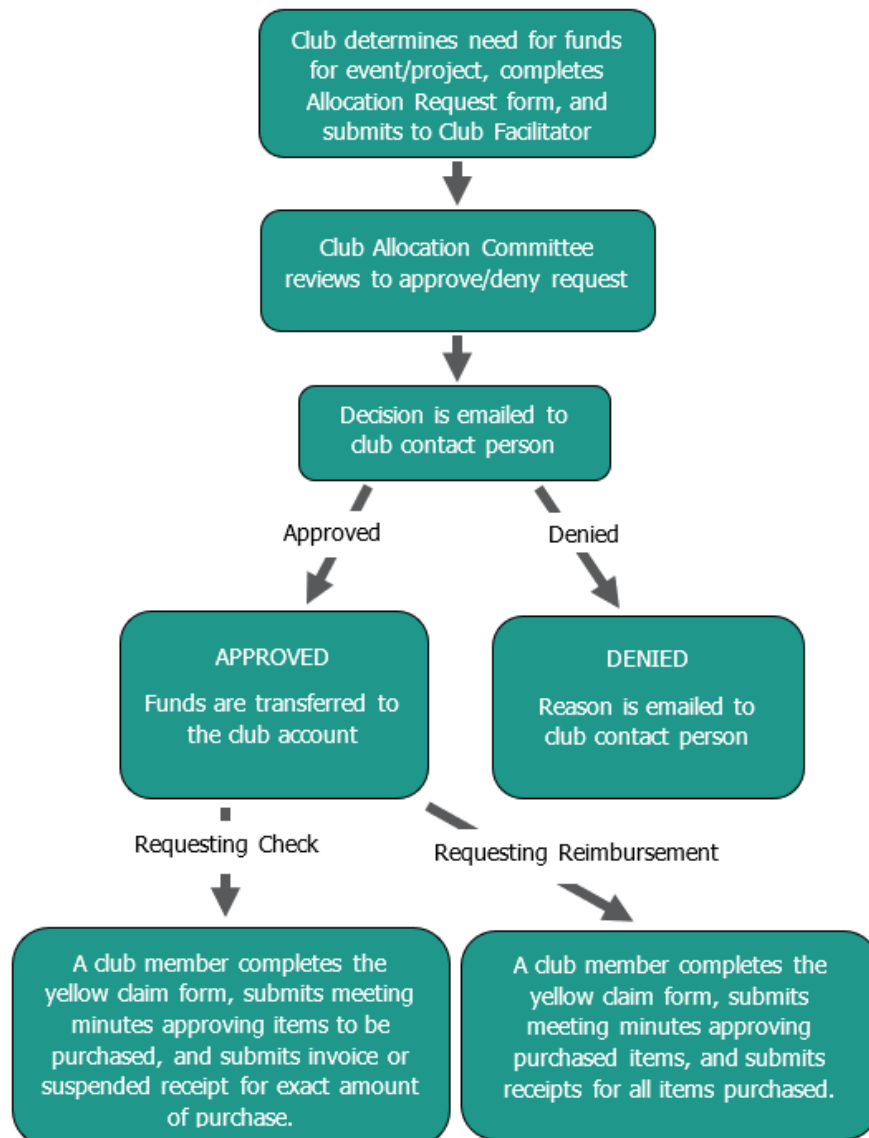 Club determines need for funds
for event/project, completes
Allocation Request form, and
submits to Club Facilitator
Club Allocation Committee
reviews to approve/deny request
Decision is emailed to
club contact person
Approved
Denied
APPROVED
Funds are transferred to
the club account
DENIED
Reason is emailed to
club contact person
Requesting Check
Requesting Reimbursement
A club member completes the
yellow claim form, submits meeting
minutes approving items to be
purchased, and submits invoice or
suspended receipt for exact amount
of purchase.
A club member completes the
yellow claim form, submits
meeting minutes approving
purchased items, and submits
receipts for all items purchased.